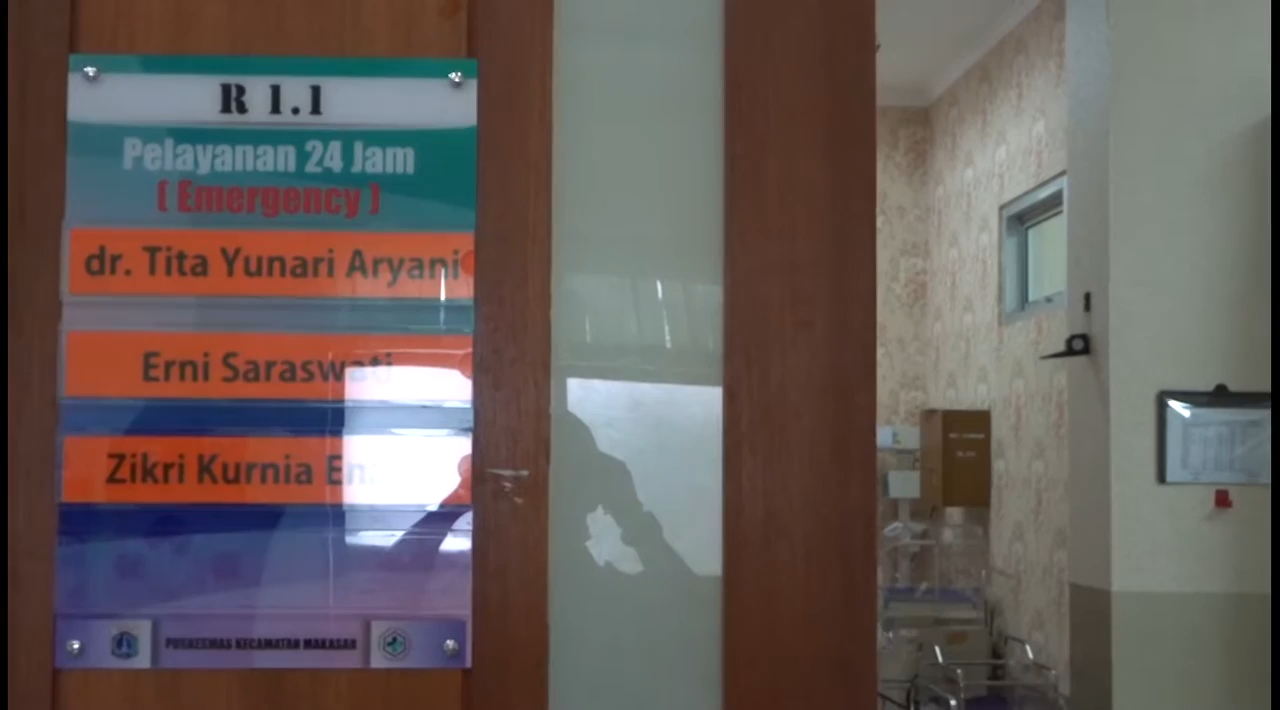 R 1.1
Pelayanan 24 Jam
( Emergency )
dr. Tita Yunari Aryani
Erni Saraswati
Zikri Kurnia
PUSKESMAS KECAMATAN MAKASAR